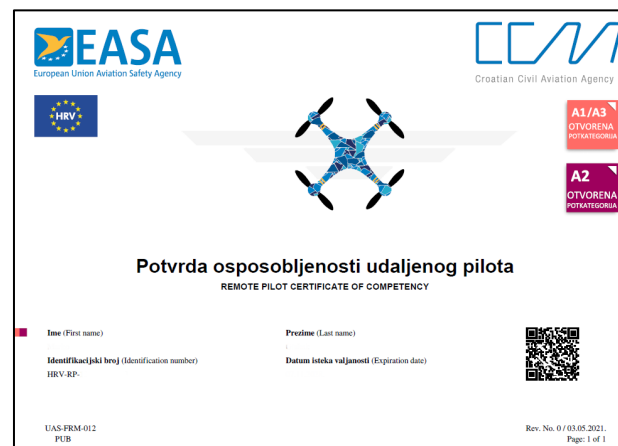 EASA
European Union Aviation Safety Agency
Croatian Civil Aviation Agency
HRV
A1/A3
OTVORENA
POTKATEGORIJA
A2
OTVORENA
POTKATEGORIJA
Potvrda osposobljenosti udaljenog pilota
REMOTE PILOT CERTIFICATE OF COMPETENCY
Ime (First name)
Prezime (Last name)
Identifikacijski broj (Identification number)
Datum isteka valjanosti (Expiration date)
HRV-RP-
UAS-FRM-012
PUB
Rev. No. 0 / 03.05.2021.
Page: 1 of 1